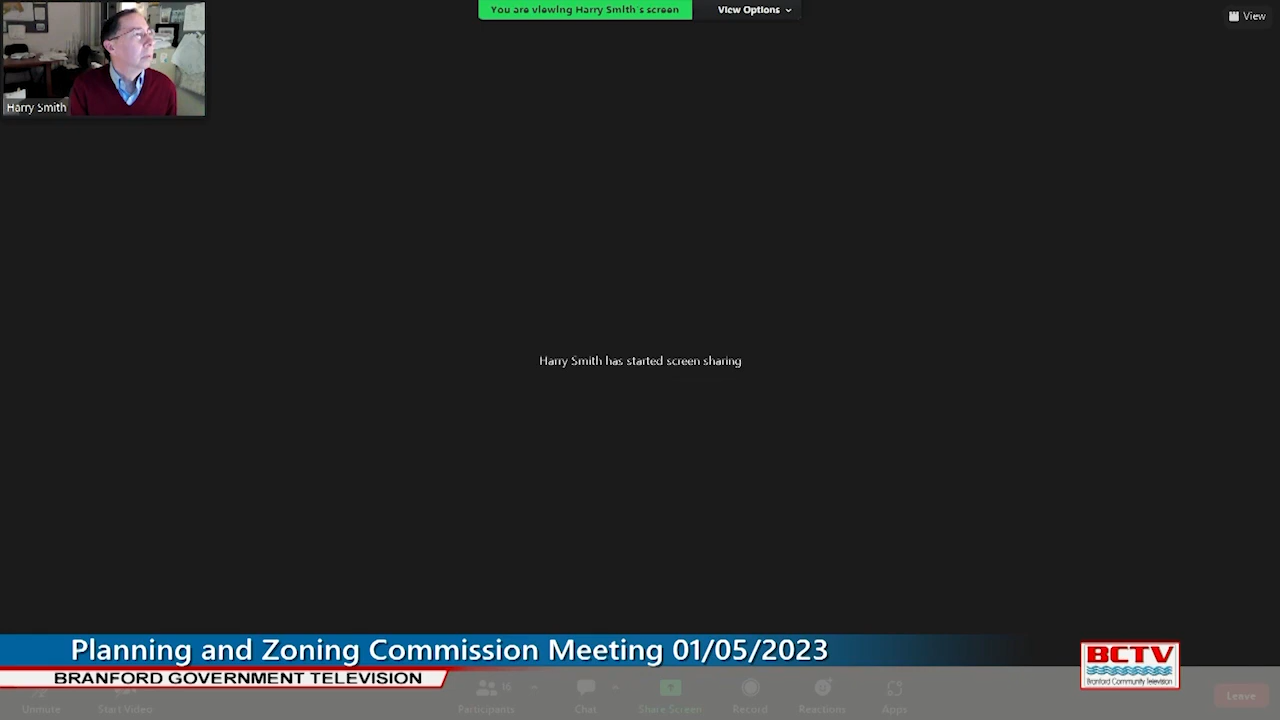 You are viewing Harry Smith's screen
View Options
View
Harry Smith
Harry Smith has started screen sharing
Planning and Zoning Commission Meeting 01/05/2023
BRANFORD GOVERNMENT TELEVISION
BCTV
Branford Community Television
Unmute
Start Video
Participants
16
Chat
Share Screen
Record
Reactions
Apps
Leave